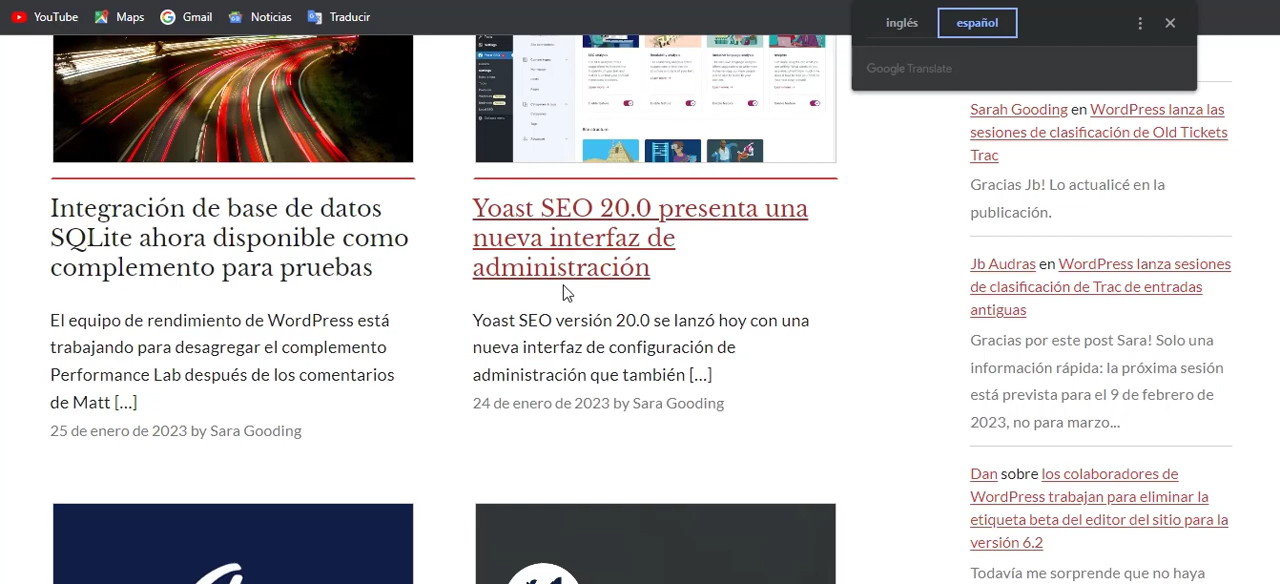 YouTube Maps Gmail Noticias Traducir
inglés español
Google Translate
Integración de base de datos
SQLite ahora disponible como
complemento para pruebas
El equipo de rendimiento de WordPress está
trabajando para desagregar el complemento
Performance Lab después de los comentarios
de Matt [...]
25 de enero de 2023 by Sara Gooding
Yoast SEO 20.0 presenta una
nueva interfaz de
administración
Yoast SEO versión 20.0 se lanzó hoy con una
nueva interfaz de configuración de
administración que también [...]
24 de enero de 2023 by Sara Gooding
Sarah Gooding en WordPress lanza las
sesiones de clasificación de Old Tickets
Trac
Gracias Jb! Lo actualicé en la
publicación.
Jb Audras en WordPress lanza sesiones
de clasificación de Trac de entradas
antiguas
Gracias por este post Sara! Solo una
información rápida: la próxima sesión
está prevista para el 9 de febrero de
2023, no para marzo...
Dan sobre los colaboradores de
WordPress trabajan para eliminar la
etiqueta beta del editor del sitio para la
versión 6.2
Todavía me sorprende que no haya